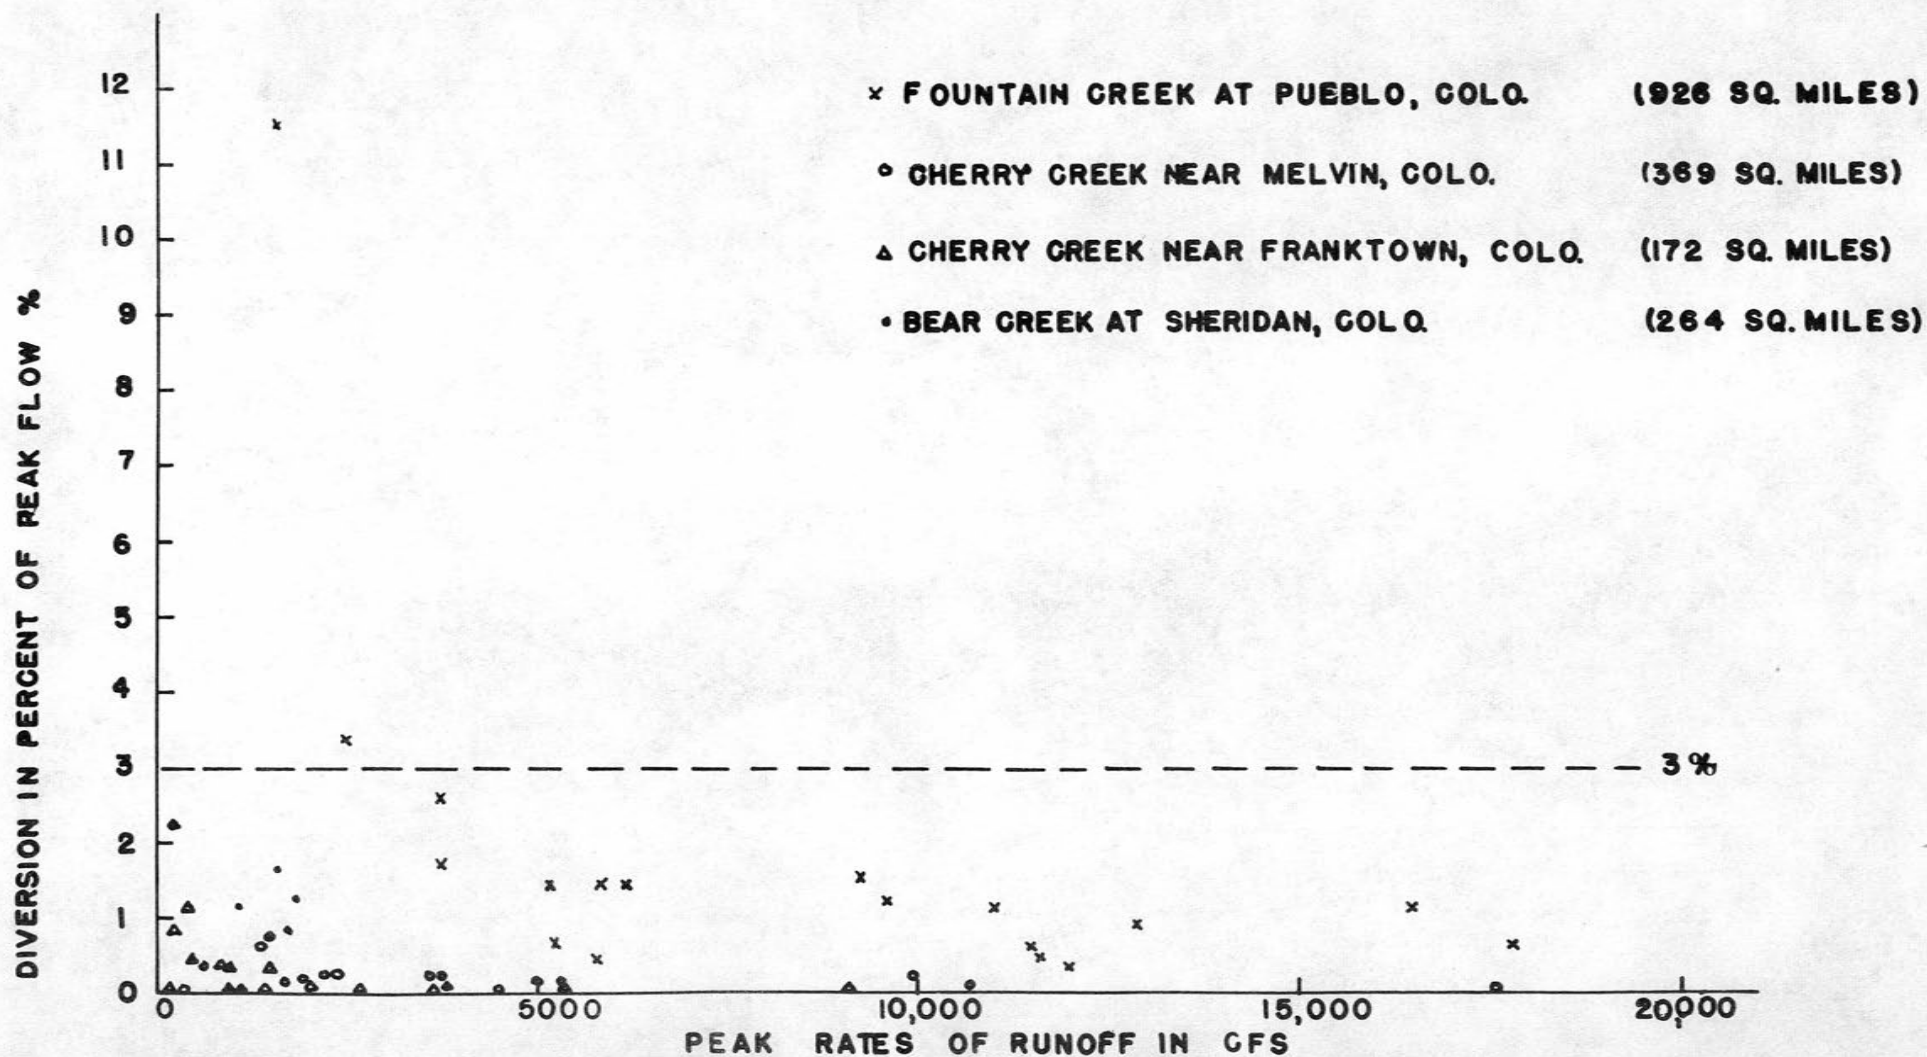 12
11
10
9
8
7
6
5
4
3
2
1
0
DIVERSION IN PERCENT OF REAK FLOW %
x FOUNTAIN CREEK AT PUEBLO, COLO. (926 SQ. MILES)
o CHERRY CREEK NEAR MELVIN, COLO. (369 SQ. MILES)
△ CHERRY CREEK NEAR FRANKTOWN, COLO. (172 SQ. MILES)
• BEAR CREEK AT SHERIDAN, COLO. (264 SQ. MILES)
3%
0 5000 10,000 15,000 20,000
PEAK RATES OF RUNOFF IN CFS